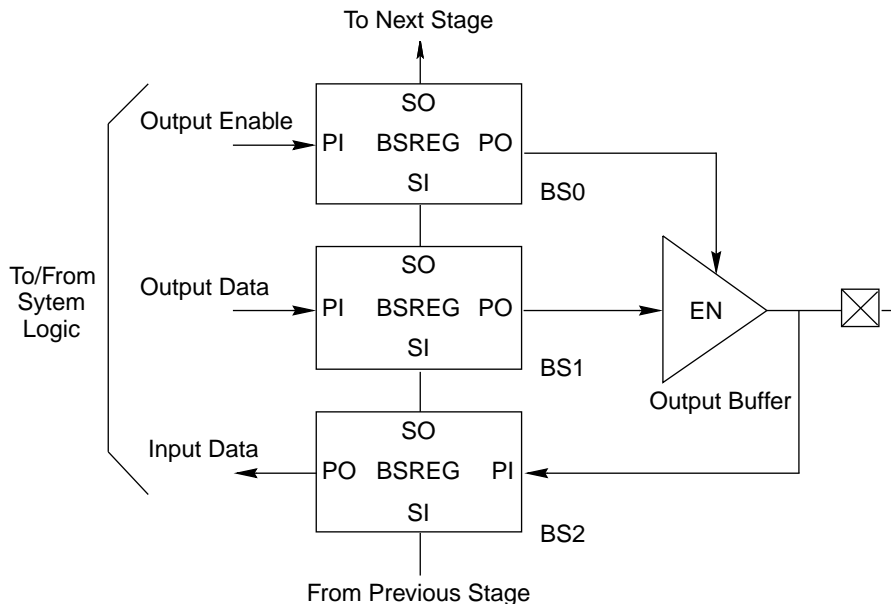 To Next Stage
SO
Output Enable
PI BSREG PO
SI
BS0
SO
To/From
Sytem
Logic
Output Data
PI BSREG PO
SI
BS1
EN
Output Buffer
SO
Input Data
PO BSREG PI
SI
BS2
From Previous Stage